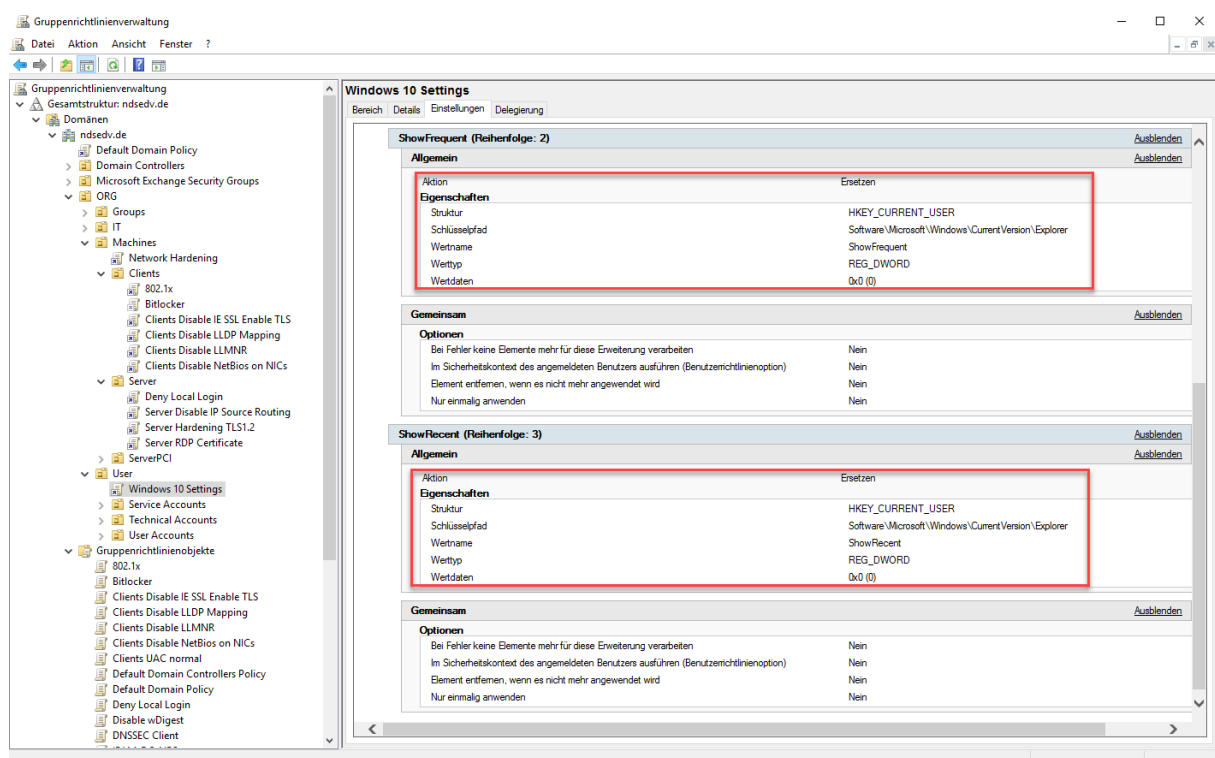 Gruppenrichtlinienverwaltung
Datei Aktion Ansicht Fenster ?
Gruppenrichtlinienverwaltung
Gesamtstruktur: ndsedv.de
Domänen
ndsedv.de
Default Domain Policy
Domain Controllers
Microsoft Exchange Security Groups
ORG
Groups
IT
Machines
Network Hardening
Clients
802.1x
Bitlocker
Clients Disable IE SSL Enable TLS
Clients Disable LLDP Mapping
Clients Disable LLMNR
Clients Disable NetBios on NICs
Server
Deny Local Login
Server Disable IP Source Routing
Server Hardening TLS1.2
Server RDP Certificate
ServerPCI
User
Windows 10 Settings
Service Accounts
Technical Accounts
User Accounts
Gruppenrichtlinienobjekte
802.1x
Bitlocker
Clients Disable IE SSL Enable TLS
Clients Disable LLDP Mapping
Clients Disable LLMNR
Clients Disable NetBios on NICs
Clients UAC normal
Default Domain Controllers Policy
Default Domain Policy
Deny Local Login
Disable wDigest
DNSSEC Client
Windows 10 Settings
Bereich Details Einstellungen Delegierung
ShowFrequent (Reihenfolge: 2) Ausblenden
Allgemein Ausblenden
Aktion Ersetzen
Eigenschaften
Struktur HKEY_CURRENT_USER
Schlüsselpfad Software\Microsoft\Windows\CurrentVersion\Explorer
Wertname ShowFrequent
Werttyp REG_DWORD
Wertdaten 0x0 (0)
Gemeinsam Ausblenden
Optionen
Bei Fehler keine Elemente mehr für diese Erweiterung verarbeiten Nein
Im Sicherheitskontext des angemeldeten Benutzers ausführen (Benutzerrichtlinienoption) Nein
Element entfernen, wenn es nicht mehr angewendet wird Nein
Nur einmalig anwenden Nein
ShowRecent (Reihenfolge: 3) Ausblenden
Allgemein Ausblenden
Aktion Ersetzen
Eigenschaften
Struktur HKEY_CURRENT_USER
Schlüsselpfad Software\Microsoft\Windows\CurrentVersion\Explorer
Wertname ShowRecent
Werttyp REG_DWORD
Wertdaten 0x0 (0)
Gemeinsam Ausblenden
Optionen
Bei Fehler keine Elemente mehr für diese Erweiterung verarbeiten Nein
Im Sicherheitskontext des angemeldeten Benutzers ausführen (Benutzerrichtlinienoption) Nein
Element entfernen, wenn es nicht mehr angewendet wird Nein
Nur einmalig anwenden Nein